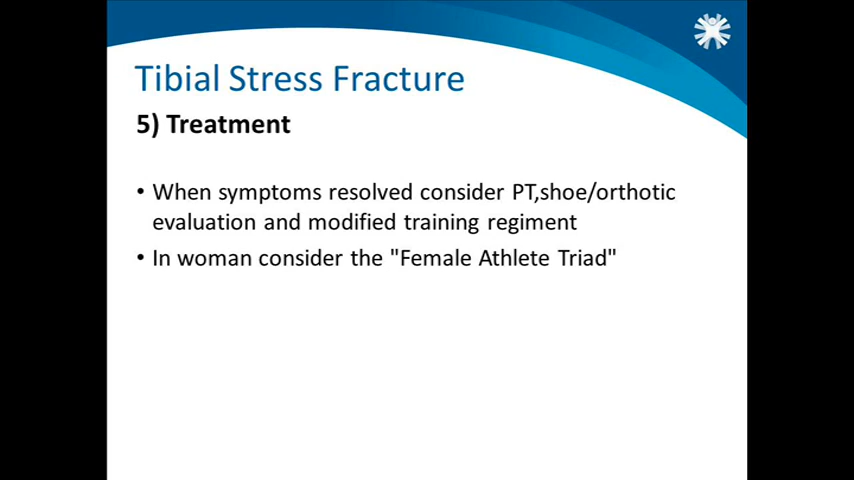 Tibial Stress Fracture
5) Treatment
• When symptoms resolved consider PT,shoe/orthotic
evaluation and modified training regiment
• In woman consider the "Female Athlete Triad"